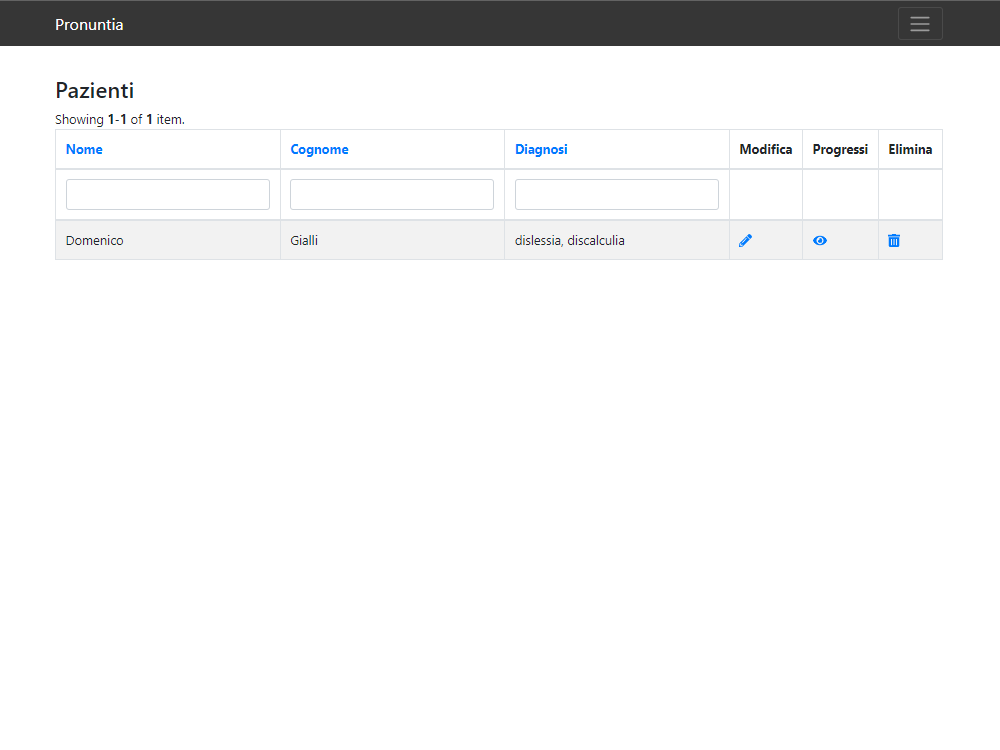 Pronuntia
Pazienti
Showing 1-1 of 1 item.
Nome Cognome Diagnosi Modifica Progressi Elimina
Domenico Gialli dislessia, discalculia